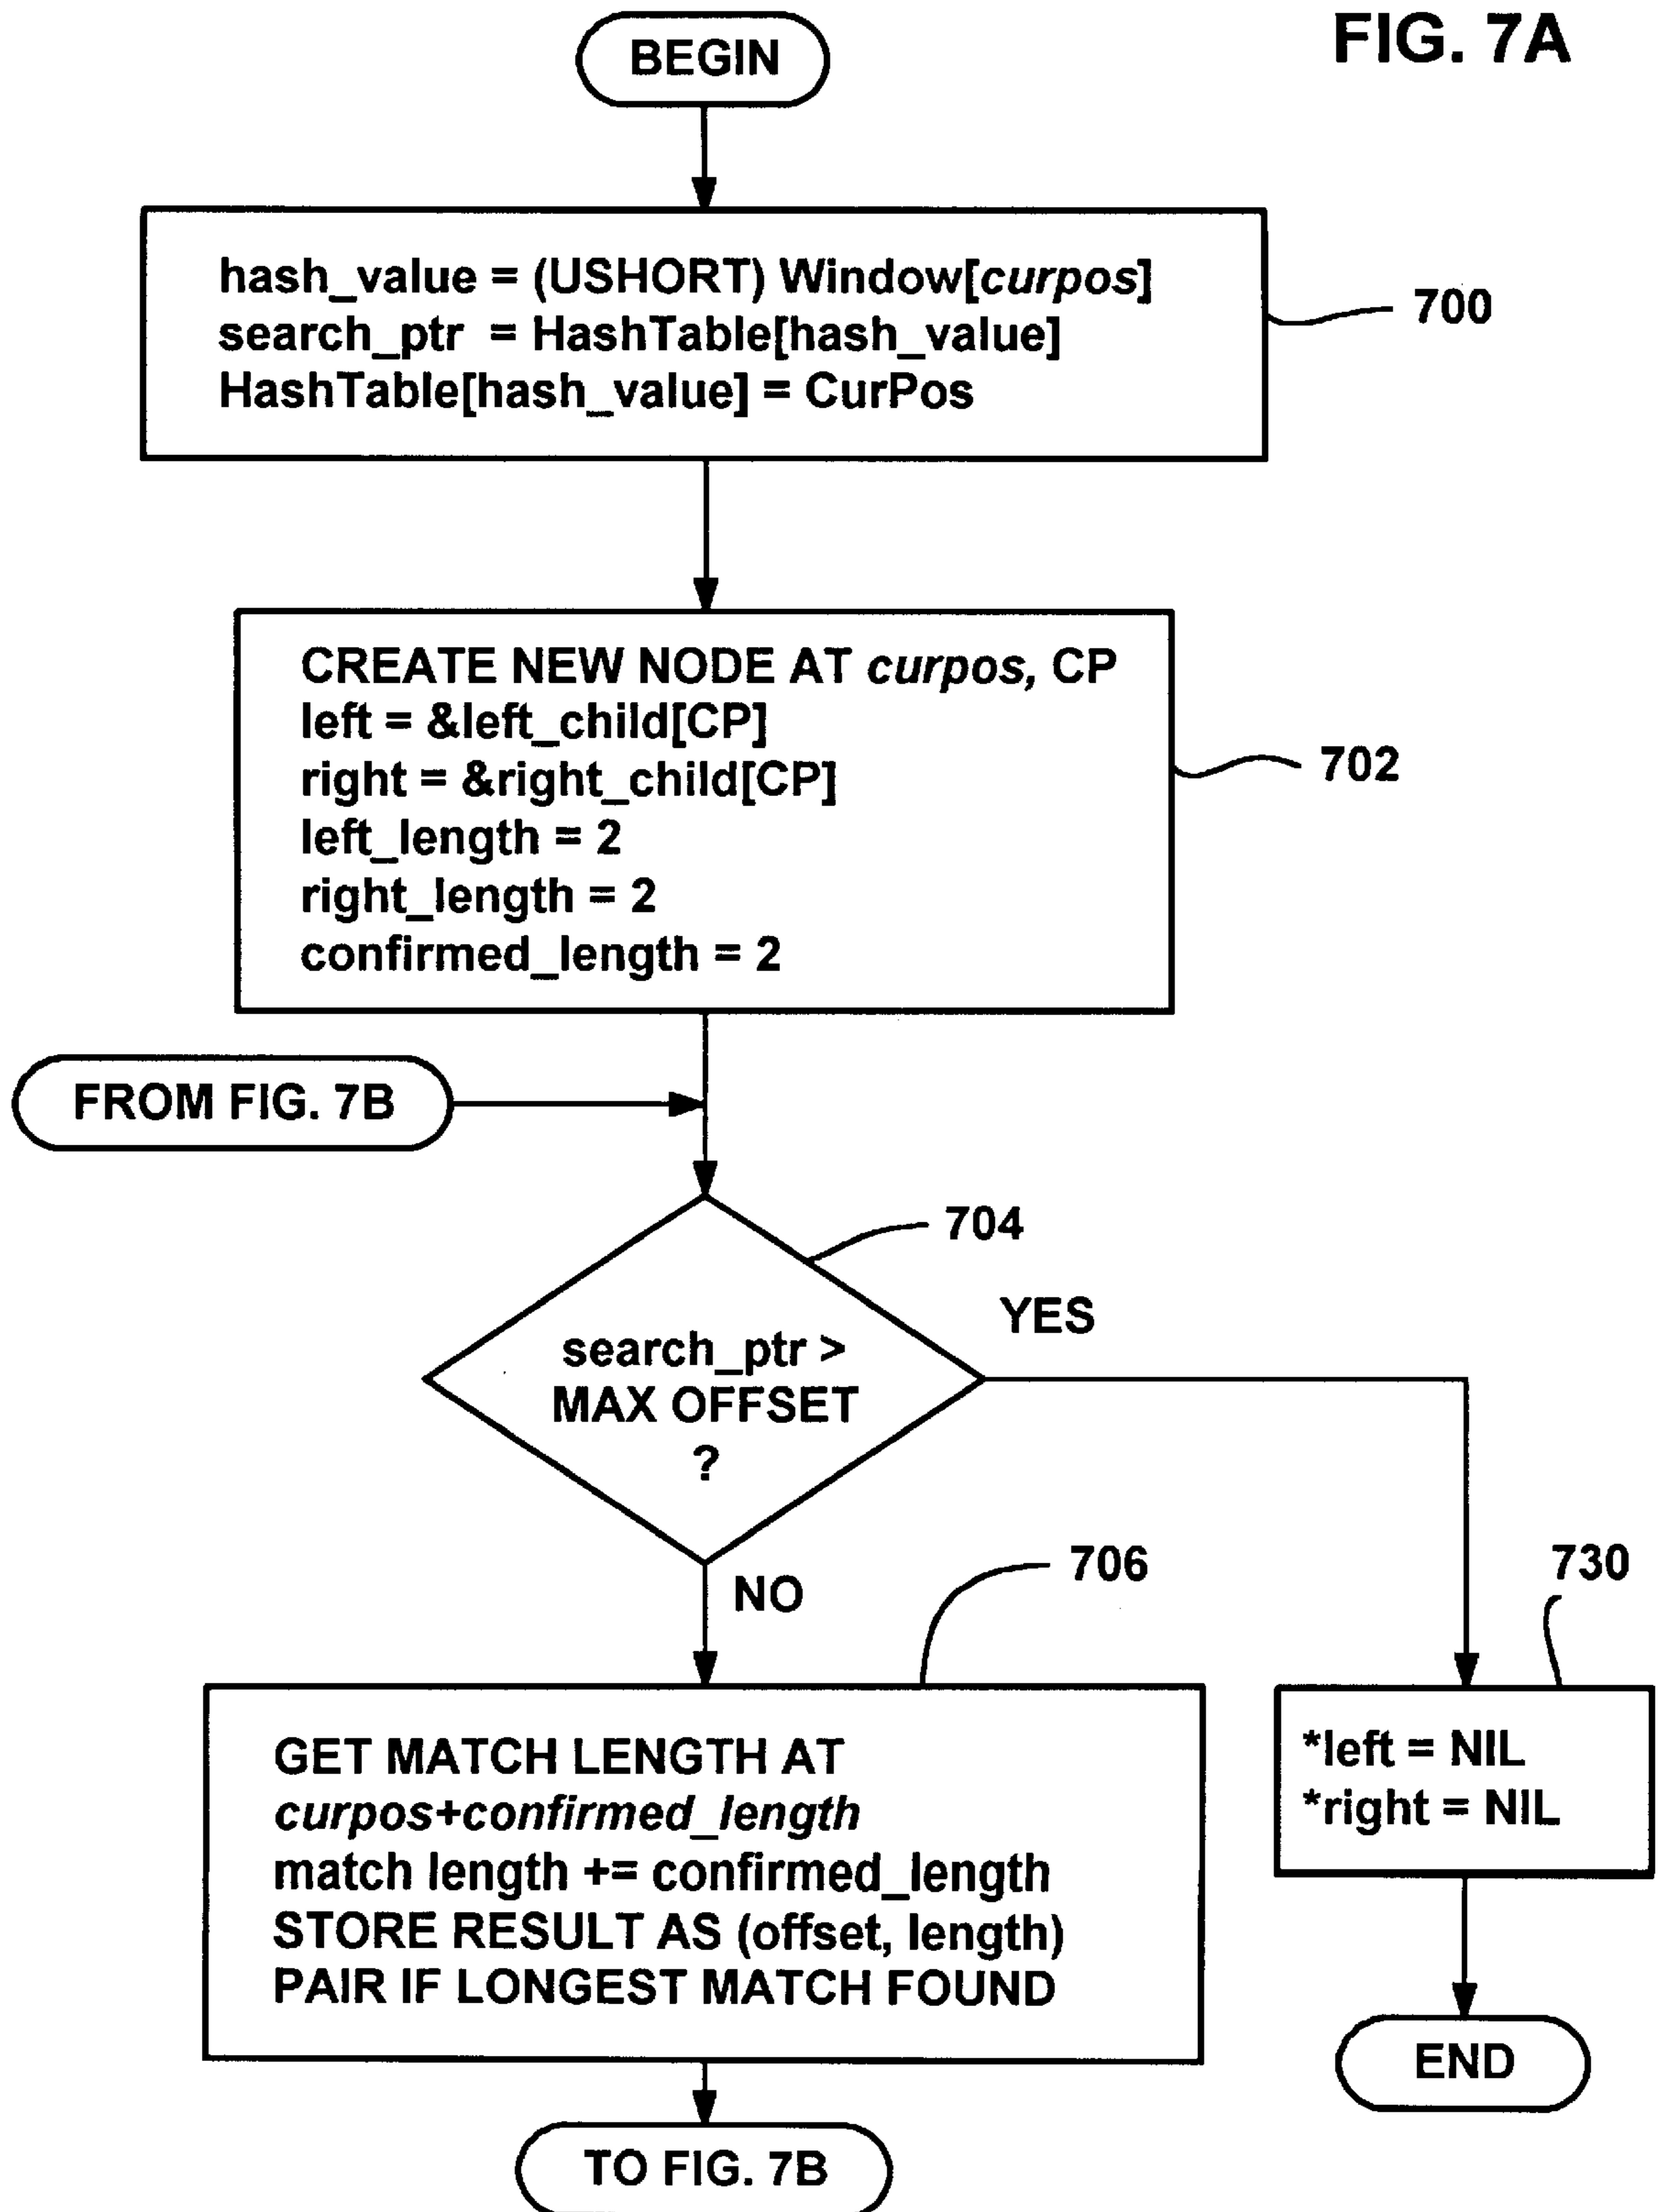 FIG. 7A
BEGIN
hash_value = (USHORT) Window[curpos]
search_ptr = HashTable[hash_value]
HashTable[hash_value] = CurPos
700
CREATE NEW NODE AT curpos, CP
left = &left_child[CP]
right = &right_child[CP]
left_length = 2
right_length = 2
confirmed_length = 2
702
FROM FIG. 7B
704
search_ptr >
MAX OFFSET
?
YES
NO
706
730
GET MATCH LENGTH AT
curpos+confirmed_length
match length += confirmed_length
STORE RESULT AS (offset, length)
PAIR IF LONGEST MATCH FOUND
*left = NIL
*right = NIL
END
TO FIG. 7B